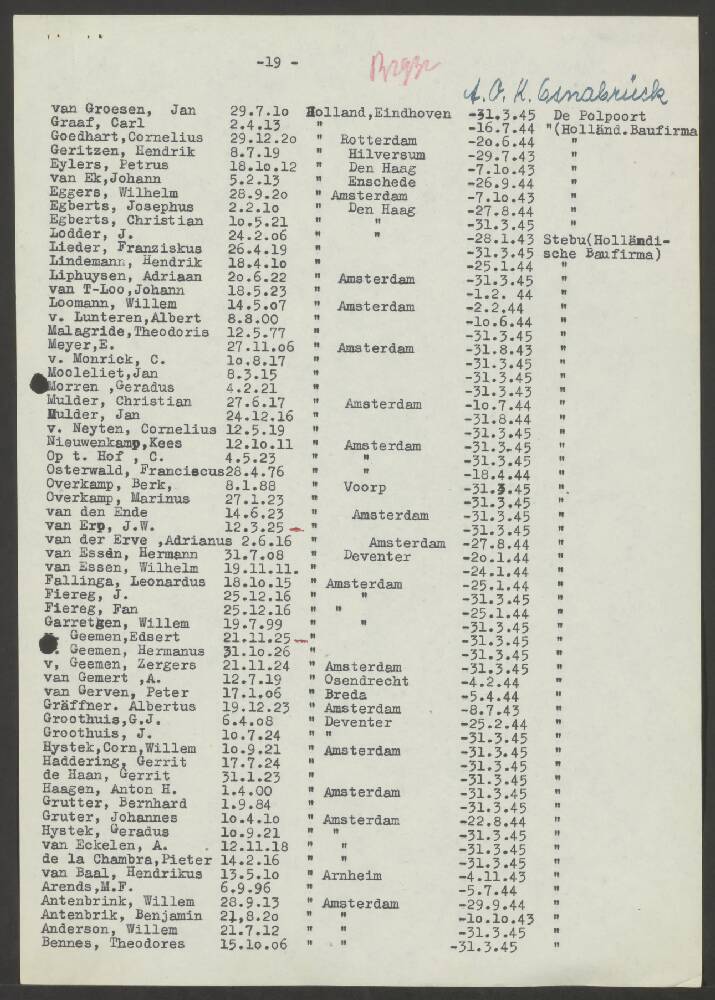 -19 -
A.O.K. Osnabrück
van Groesen, Jan 29.7.1o Holland,Eindhoven -31.3.45 De Polpoort
Graaf, Carl 2.4.13 " -16.7.44 "(Holländ.Baufirma
Goedhart,Cornelius 29.12.2o " Rotterdam -2o.6.44 "
Geritzen, Hendrik 8.7.19 " Hilversum -29.7.43 "
Eylers, Petrus 18.1o.12 " Den Haag -7.1o.43 "
van Ek,Johann 5.2.13 " Enschede -26.9.44 "
Eggers, Wilhelm 28.9.2o " Amsterdam -7.1o.43 "
Egberts, Josephus 2.2.1o " Den Haag -27.8.44 "
Egberts, Christian 1o.5.21 " " -31.3.45 "
Lodder, J. 24.2.06 " " -28.1.43 Stebu(Holländi-
Lieder, Franziskus 26.4.19 " -31.3.45 sche Baufirma)
Lindemann, Hendrik 18.4.1o " -25.1.44 "
Liphuysen, Adriaan 2o.6.22 " Amsterdam -31.3.45 "
van T-Loo,Johann 18.5.23 " -1.2. 44 "
Loomann, Willem 14.5.o7 " Amsterdam -2.2.44 "
v. Lunteren,Albert 8.8.00 " -1o.6.44 "
Malagride,Theodoris 12.5.77 " -31.3.45 "
Meyer,E. 27.11.o6 " Amsterdam -31.8.43 "
v. Monrick, C. 1o.8.17 " -31.3.45 "
Mooleliet,Jan 8.3.15 " -31.3.45 "
Morren ,Geradus 4.2.21 " -31.3.43 "
Mulder, Christian 27.6.17 " Amsterdam -1o.7.44 "
Mulder, Jan 24.12.16 " -31.8.44 "
v. Neyten, Cornelius 12.5.19 " -31.3.45 "
Nieuwenkamp,Kees 12.1o.11 " Amsterdam -31.3.45 "
Op t. Hof , C. 4.5.23 " " -31.3.45 "
Osterwald, Franciscus28.4.76 " " -18.4.44 "
Overkamp, Berk, 8.1.88 " Voorp -31.3.45 "
Overkamp, Marinus 27.1.23 " -31.3.45 "
van den Ende 14.6.23 " Amsterdam -31.3.45 "
van Erp, J.W. 12.3.25 " -31.3.45 "
van der Erve ,Adrianus 2.6.16 " Amsterdam -27.8.44 "
van Essen, Hermann 31.7.o8 " Deventer -2o.1.44 "
van Essen, Wilhelm 19.11.11. " -24.1.44 "
Fallinga, Leonardus 18.1o.15 " Amsterdam -25.1.44 "
Fiereg, J. 25.12.16 " " -31.3.45 "
Fiereg, Fan 25.12.16 " " -25.1.44 "
Garretgen, Willem 19.7.99 " " -31.3.45 "
Geemen,Edsert 21.11.25 " -31.3.45 "
. Geemen, Hermanus 31.1o.26 " -31.3.45 "
v, Geemen, Zergers 21.11.24 " Amsterdam -31.3.45 "
van Gemert ,A. 12.7.19 " Osendrecht -4.2.44 "
van Gerven, Peter 17.1.o6 " Breda -5.4.44 "
Gräffner. Albertus 19.12.23 " Amsterdam -8.7.43 "
Groothuis,G.J. 6.4.o8 " Deventer -25.2.44 "
Groothuis, J. 1o.7.24 " " -31.3.45 "
Hystek,Corn,Willem 1o.9.21 " Amsterdam -31.3.45 "
Haddering, Gerrit 17.7.24 " -31.3.45 "
de Haan, Gerrit 31.1.23 " -31.3.45 "
Haagen, Anton H. 1.4.00 " Amsterdam -31.3.45 "
Grutter, Bernhard 1.9.84 " -31.3.45 "
Gruter, Johannes 1o.4.1o " Amsterdam -22.8.44 "
Hystek, Geradus 1o.9.21 " " -31.3.45 "
van Eckelen, A. 12.11.18 " " -31.3.45 "
de la Chambra,Pieter 14.2.16 " " -31.3.45 "
van Baal, Hendrikus 13.5.1o " Arnheim -4.11.43 "
Arends,M.F. 6.9.96 " -5.7.44 "
Antenbrink, Willem 28.9.13 " Amsterdam -29.9.44 "
Antenbrik, Benjamin 21,8.2o " " -1o.1o.43 "
Anderson, Willem 21.7.12 " " -31.3.45 "
Bennes, Theodores 15.1o.o6 " " -31.3.45 "